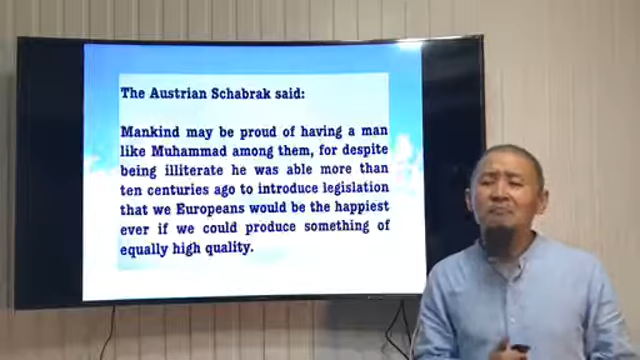 The Austrian Schabrak said:
Mankind may be proud of having a man
like Muhammad among them, for despite
being illiterate he was able more than
ten centuries ago to introduce legislation
that we Europeans would be the happiest
ever if we could produce something of
equally high quality.